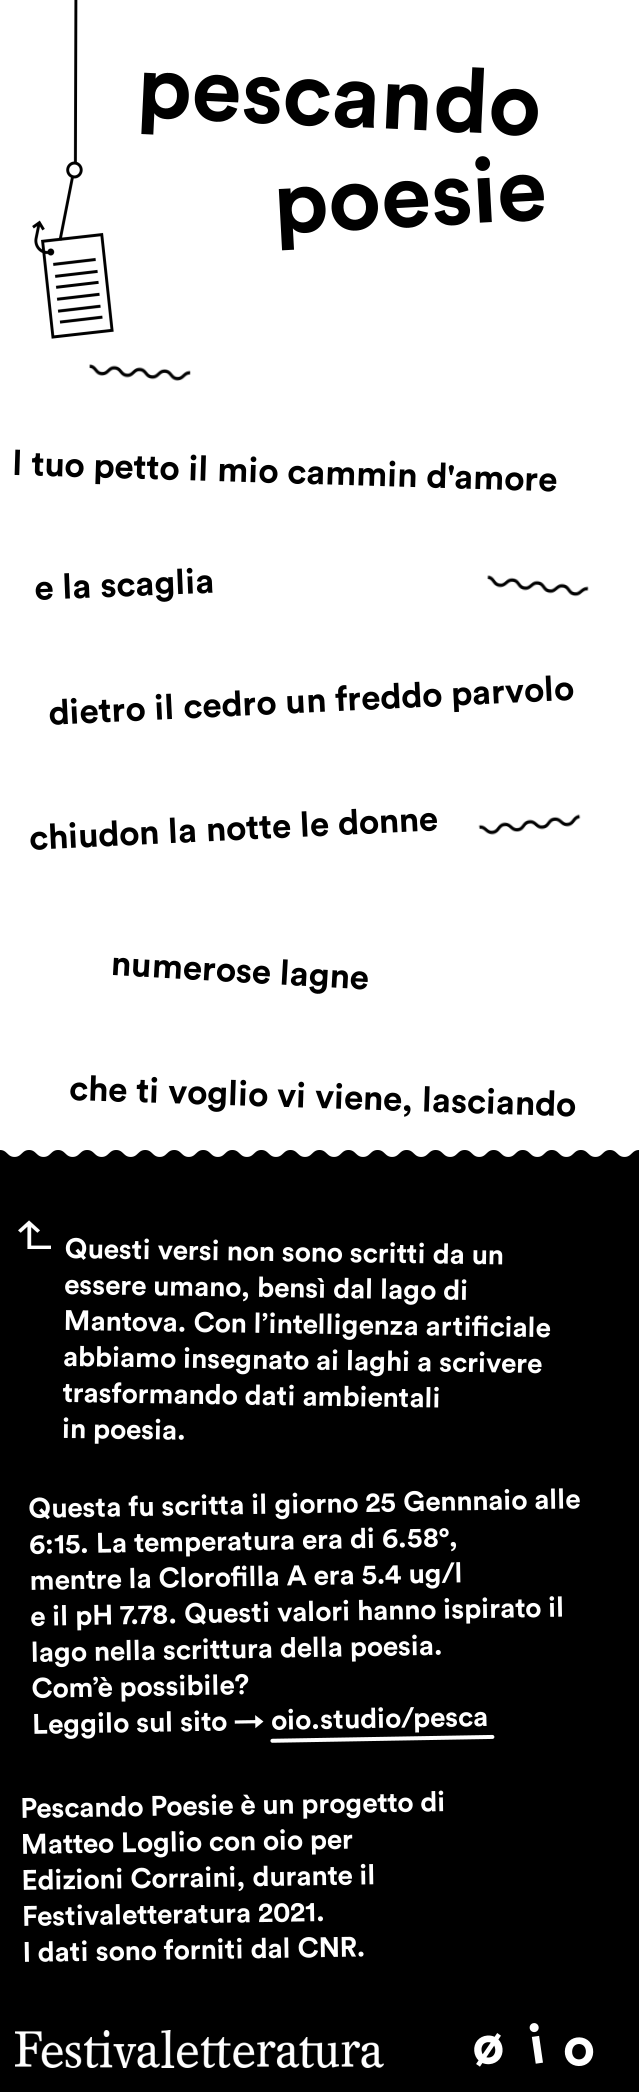 pescando
poesie
I tuo petto il mio cammin d'amore
e la scaglia
dietro il cedro un freddo parvolo
chiudon la notte le donne
numerose lagne
che ti voglio vi viene, lasciando
Questi versi non sono scritti da un
essere umano, bensì dal lago di
Mantova. Con l’intelligenza artificiale
abbiamo insegnato ai laghi a scrivere
trasformando dati ambientali
in poesia.
Questa fu scritta il giorno 25 Gennnaio alle
6:15. La temperatura era di 6.58°,
mentre la Clorofilla A era 5.4 ug/l
e il pH 7.78. Questi valori hanno ispirato il
lago nella scrittura della poesia.
Com’è possibile?
Leggilo sul sito → oio.studio/pesca
Pescando Poesie è un progetto di
Matteo Loglio con oio per
Edizioni Corraini, durante il
Festivaletteratura 2021.
I dati sono forniti dal CNR.
Festivaletteratura
ø i o